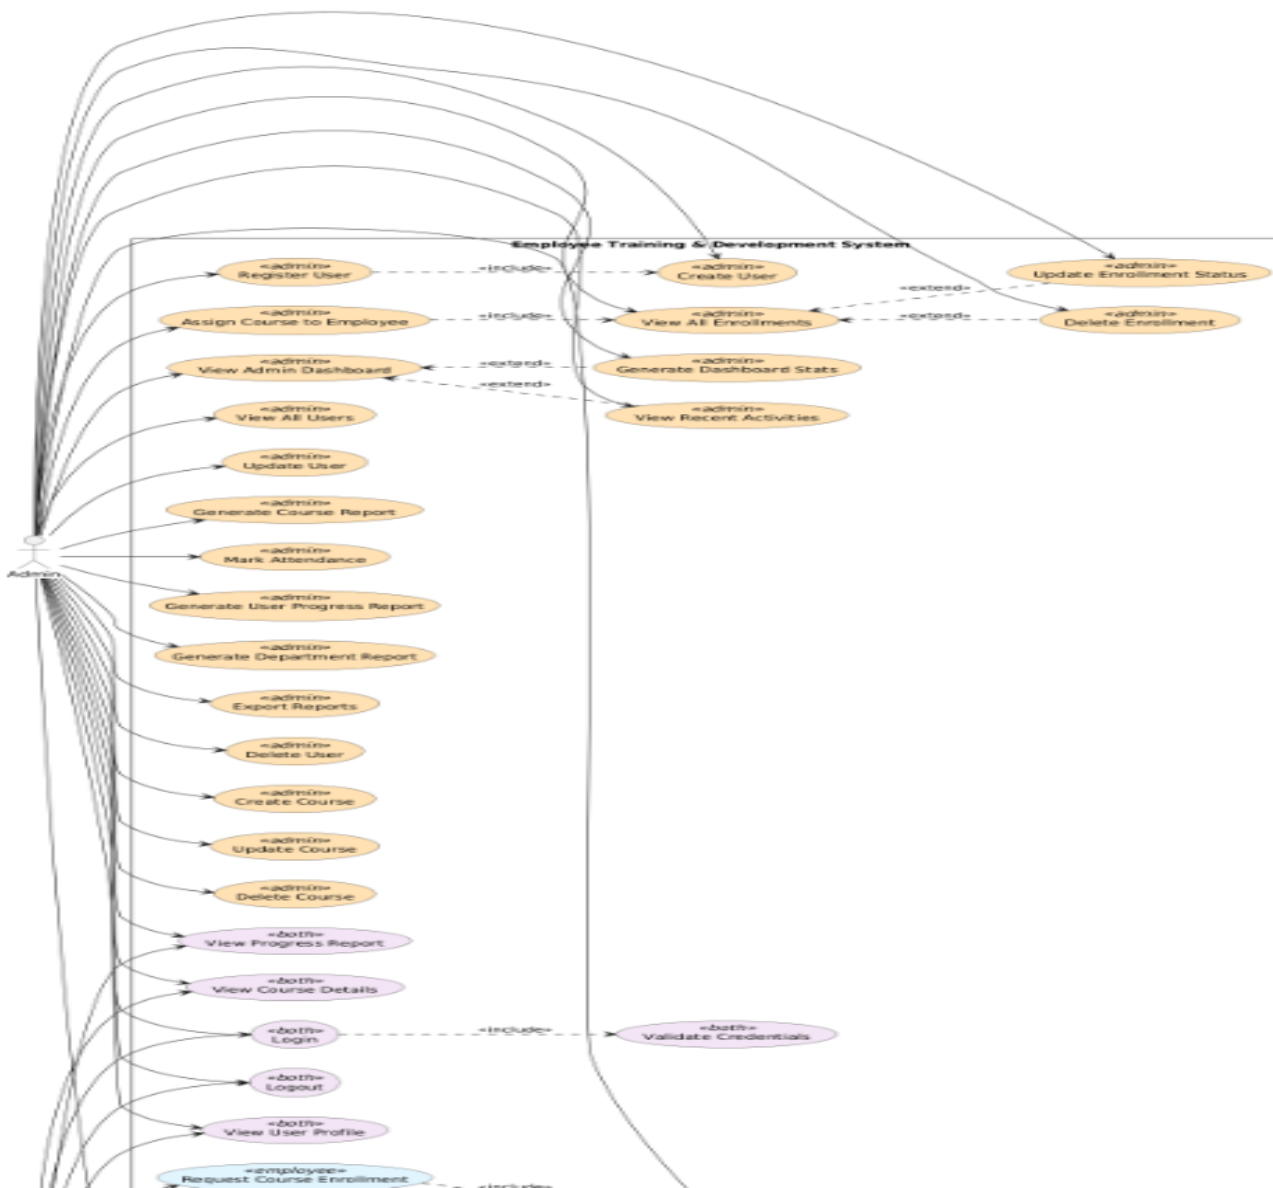 Employee Training & Development System
«admin»
Register User
«include»
«admin»
Create User
«admin»
Update Enrollment Status
«extend»
«admin»
Assign Course to Employee
«include»
«admin»
View All Enrollments
«extend»
«admin»
Delete Enrollment
«admin»
View Admin Dashboard
«extend»
«admin»
Generate Dashboard Stats
«extend»
«admin»
View All Users
«admin»
View Recent Activities
«admin»
Update User
«admin»
Generate Course Report
«admin»
Mark Attendance
Admin
«admin»
Generate User Progress Report
«admin»
Generate Department Report
«admin»
Export Reports
«admin»
Delete User
«admin»
Create Course
«admin»
Update Course
«admin»
Delete Course
«both»
View Progress Report
«both»
View Course Details
«both»
Login
«include»
«both»
Validate Credentials
«both»
Logout
«both»
View User Profile
«employee»
Request Course Enrollment
«include»